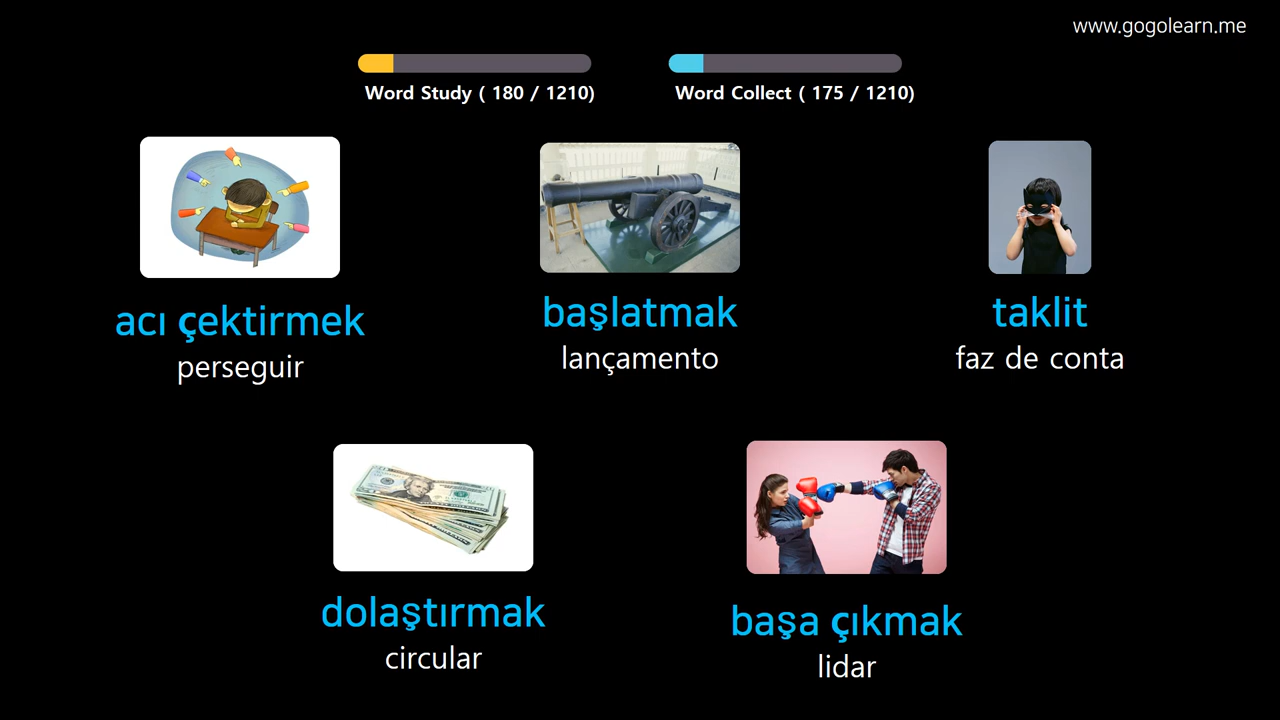 www.gogolearn.me
Word Study ( 180 / 1210)
Word Collect ( 175 / 1210)
acı çektirmek
perseguir
başlatmak
lançamento
taklit
faz de conta
dolaştırmak
circular
başa çıkmak
lidar